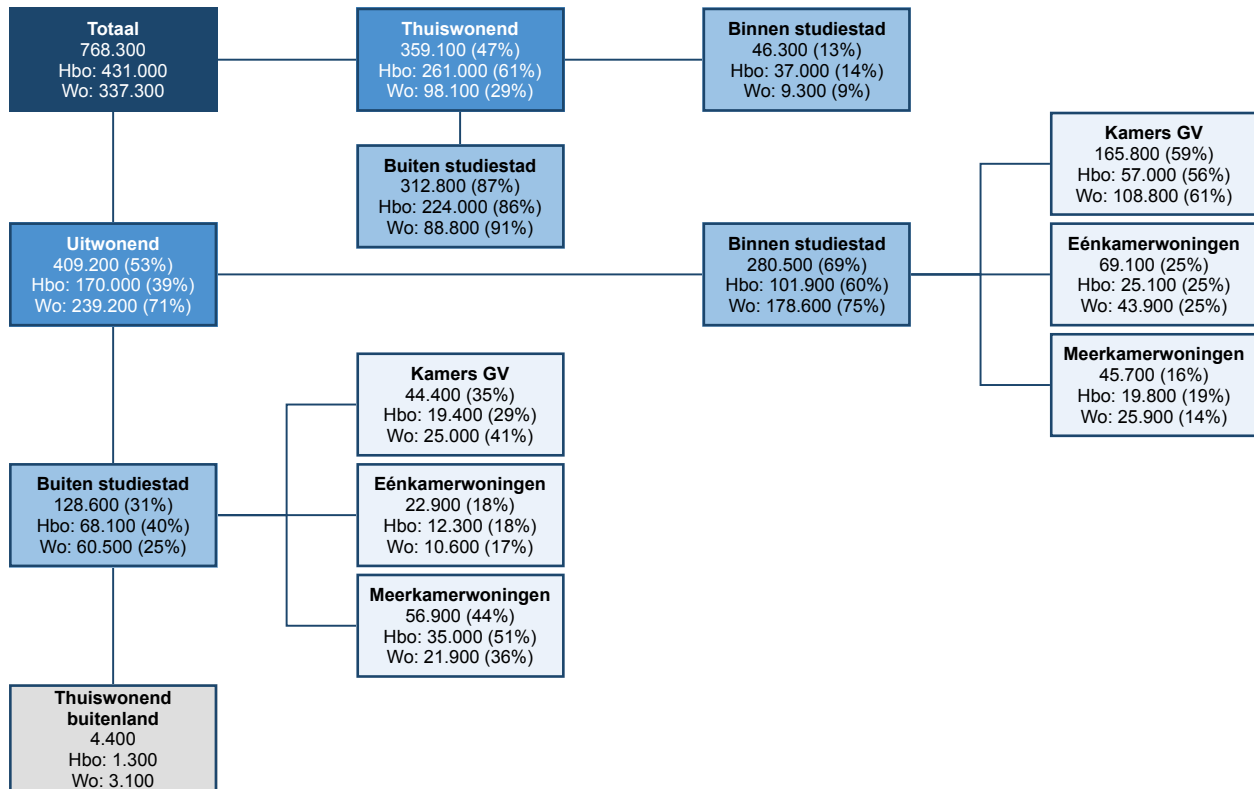 Totaal
768.300
Hbo: 431.000
Wo: 337.300
Thuiswonend
359.100 (47%)
Hbo: 261.000 (61%)
Wo: 98.100 (29%)
Binnen studiestad
46.300 (13%)
Hbo: 37.000 (14%)
Wo: 9.300 (9%)
Buiten studiestad
312.800 (87%)
Hbo: 224.000 (86%)
Wo: 88.800 (91%)
Uitwonend
409.200 (53%)
Hbo: 170.000 (39%)
Wo: 239.200 (71%)
Binnen studiestad
280.500 (69%)
Hbo: 101.900 (60%)
Wo: 178.600 (75%)
Kamers GV
165.800 (59%)
Hbo: 57.000 (56%)
Wo: 108.800 (61%)
Eénkamerwoningen
69.100 (25%)
Hbo: 25.100 (25%)
Wo: 43.900 (25%)
Meerkamerwoningen
45.700 (16%)
Hbo: 19.800 (19%)
Wo: 25.900 (14%)
Buiten studiestad
128.600 (31%)
Hbo: 68.100 (40%)
Wo: 60.500 (25%)
Kamers GV
44.400 (35%)
Hbo: 19.400 (29%)
Wo: 25.000 (41%)
Eénkamerwoningen
22.900 (18%)
Hbo: 12.300 (18%)
Wo: 10.600 (17%)
Meerkamerwoningen
56.900 (44%)
Hbo: 35.000 (51%)
Wo: 21.900 (36%)
Thuiswonend
buitenland
4.400
Hbo: 1.300
Wo: 3.100